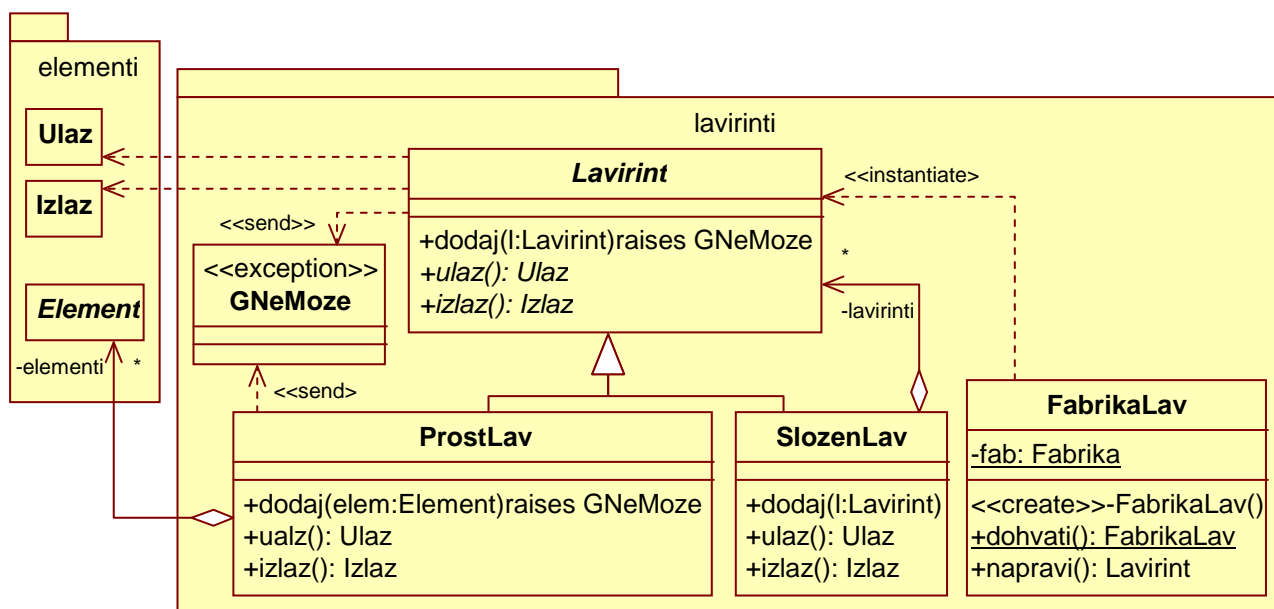 elementi
Ulaz
Izlaz
Element
-elementi
*
lavirinti
Lavirint
+dodaj(l:Lavirint)raises GNeMoze
+ulaz(): Ulaz
+izlaz(): Izlaz
<<send>>
<<exception>>
GNeMoze
<<send>
<<instantiate>
*
-lavirinti
ProstLav
+dodaj(elem:Element)raises GNeMoze
+ualz(): Ulaz
+izlaz(): Izlaz
SlozenLav
+dodaj(l:Lavirint)
+ulaz(): Ulaz
+izlaz(): Izlaz
FabrikaLav
-fab: Fabrika
<<create>>-FabrikaLav()
+dohvati(): FabrikaLav
+napravi(): Lavirint